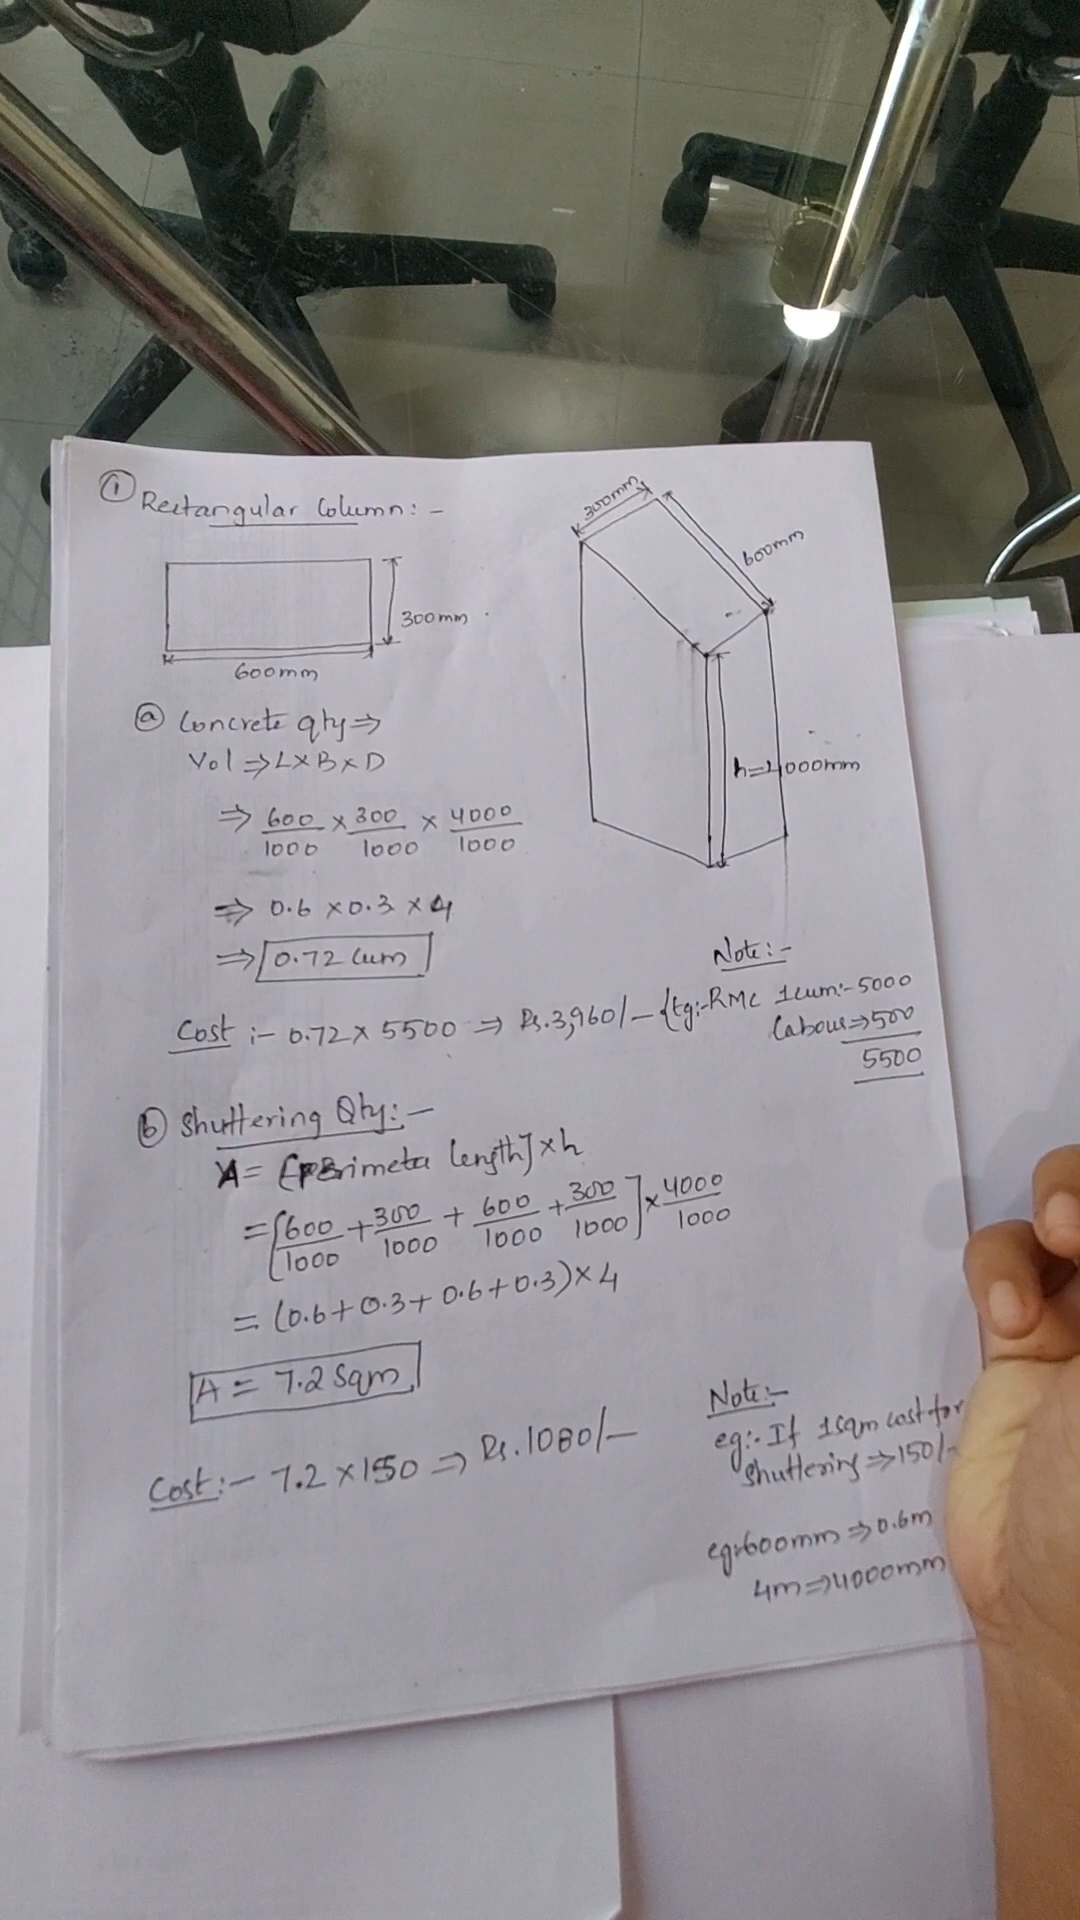 ① Rectangular Column:-
300mm
600mm
300mm
600mm
h=4000mm
ⓐ Concrete qty⇒
Vol ⇒ L×B×D
⇒ 600/1000 × 300/1000 × 4000/1000
⇒ 0.6 × 0.3 × 4
⇒ 0.72 Cum
Note:-
Cost :- 0.72 × 5500 ⇒ Rs.3,960/- {Eg:-RMC 1cum:- 5000
Labour⇒500
5500
ⓑ Shuttering Qty:-
A = [Perimeta length] × h
= [600/1000 + 300/1000 + 600/1000 + 300/1000] × 4000/1000
= (0.6+0.3+0.6+0.3)×4
A = 7.2 Sqm
Cost:- 7.2 × 150 ⇒ Rs.1080/-
Note:-
eg:- If 1sqm cost for
shuttering ⇒150/-
eg:-600mm ⇒ 0.6m
4m⇒4000mm